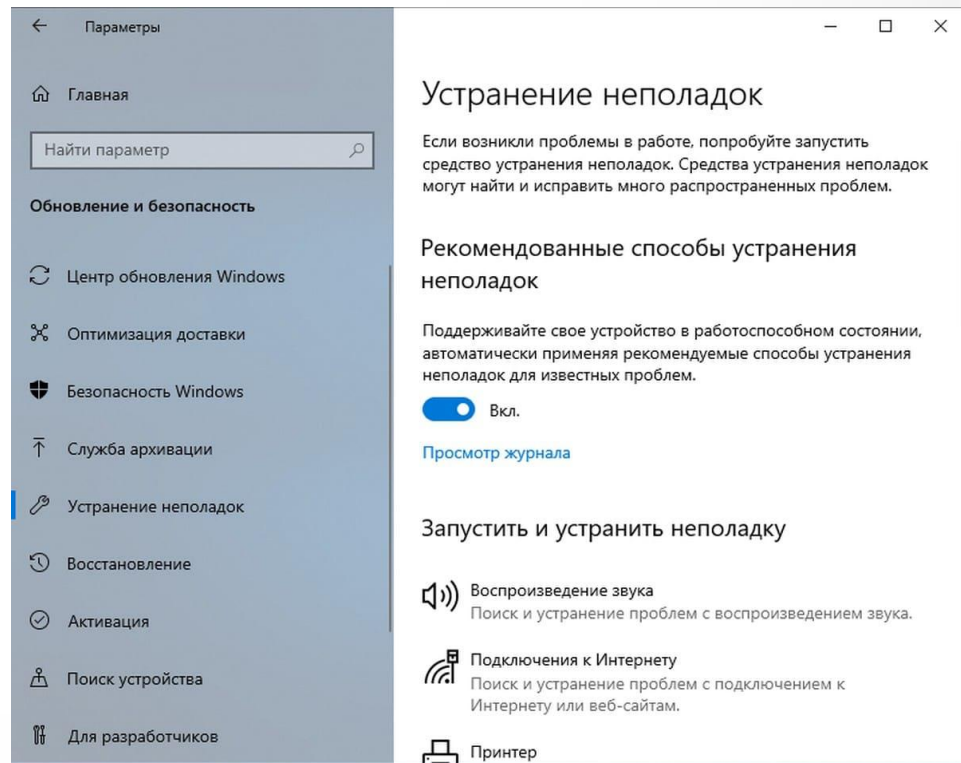 Параметры
Главная
Найти параметр
Обновление и безопасность
Центр обновления Windows
Оптимизация доставки
Безопасность Windows
Служба архивации
Устранение неполадок
Восстановление
Активация
Поиск устройства
Для разработчиков
Устранение неполадок
Если возникли проблемы в работе, попробуйте запустить
средство устранения неполадок. Средства устранения неполадок
могут найти и исправить много распространенных проблем.
Рекомендованные способы устранения
неполадок
Поддерживайте свое устройство в работоспособном состоянии,
автоматически применяя рекомендуемые способы устранения
неполадок для известных проблем.
Вкл.
Просмотр журнала
Запустить и устранить неполадку
Воспроизведение звука
Поиск и устранение проблем с воспроизведением звука.
Подключения к Интернету
Поиск и устранение проблем с подключением к
Интернету или веб-сайтам.
Принтер